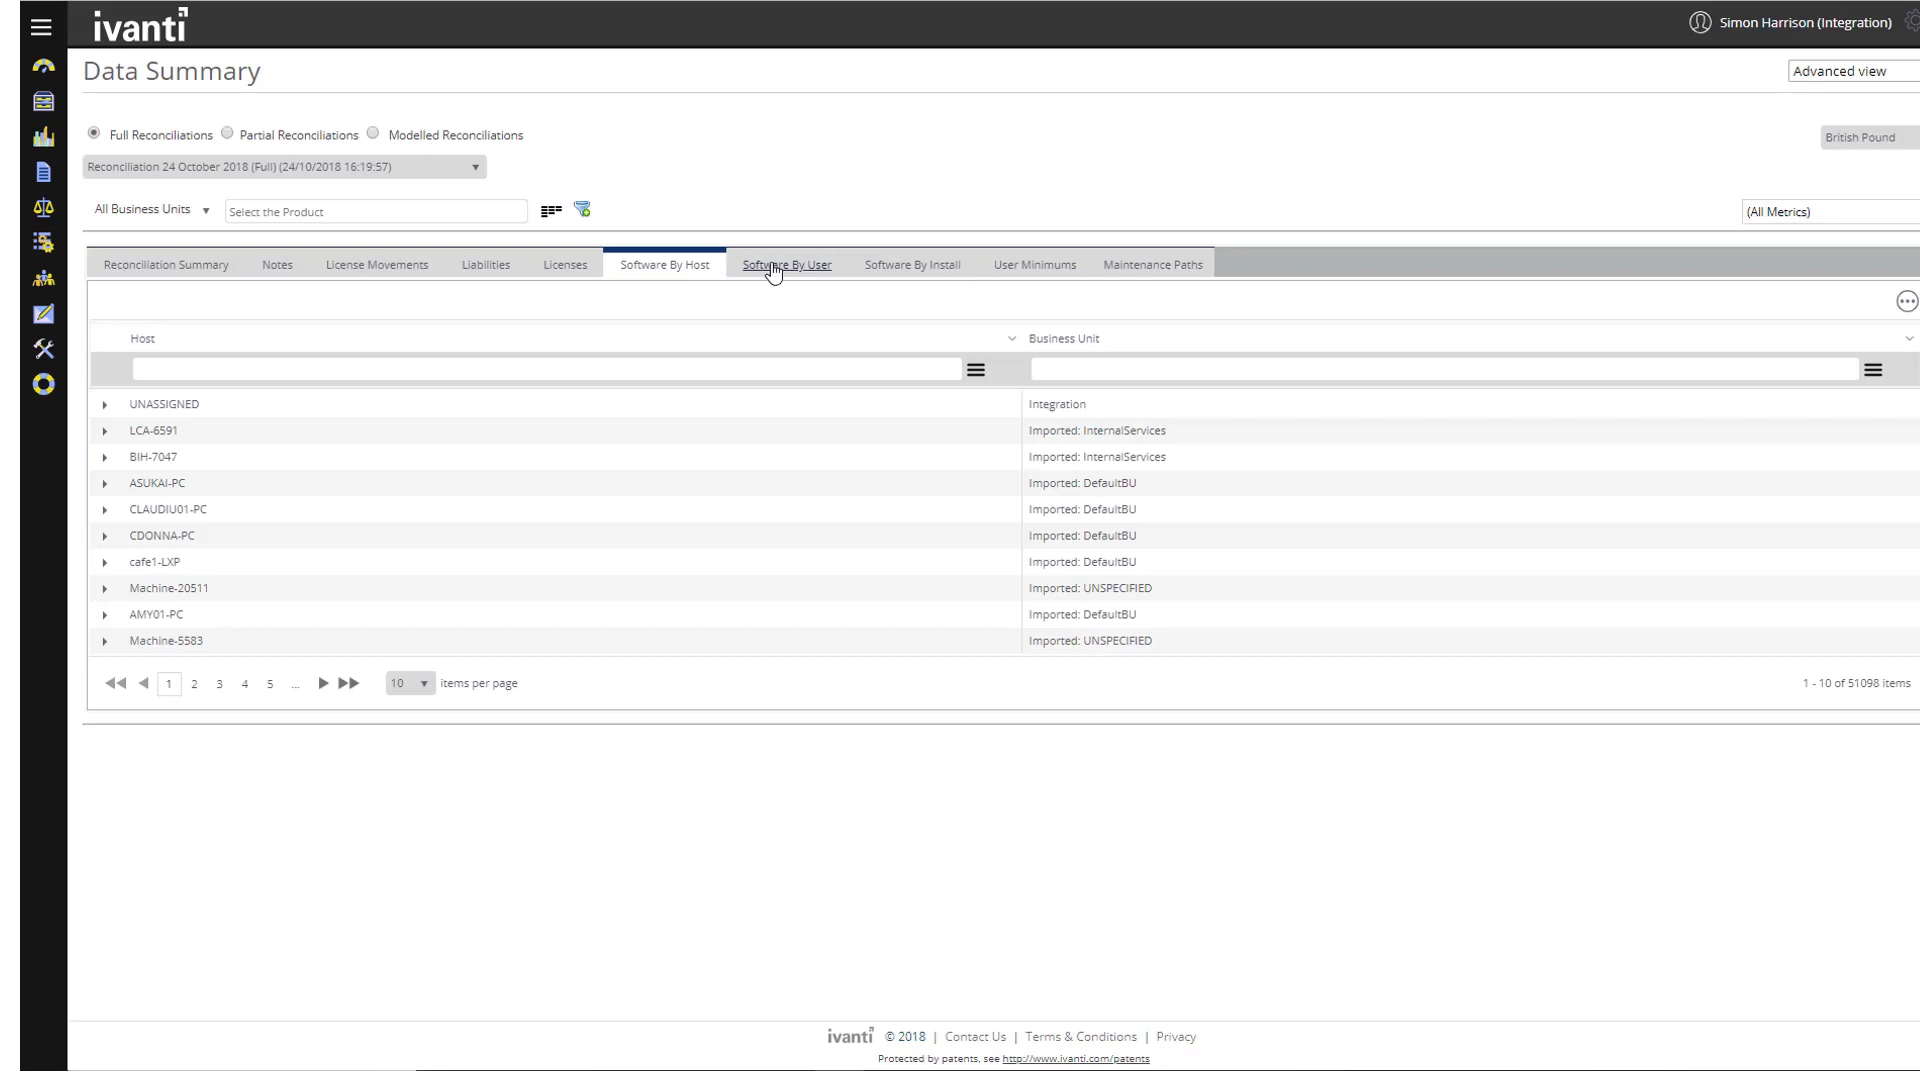 ivanti
Simon Harrison (Integration)
Data Summary
Advanced view
Full Reconciliations Partial Reconciliations Modelled Reconciliations
British Pound
Reconciliation 24 October 2018 (Full) (24/10/2018 16:19:57)
All Business Units Select the Product
(All Metrics)
Reconciliation Summary Notes License Movements Liabilities Licenses Software By Host Software By User Software By Install User Minimums Maintenance Paths
Host Business Unit
UNASSIGNED Integration
LCA-6591 Imported: InternalServices
BIH-7047 Imported: InternalServices
ASUKAI-PC Imported: DefaultBU
CLAUDIU01-PC Imported: DefaultBU
CDONNA-PC Imported: DefaultBU
cafe1-LXP Imported: DefaultBU
Machine-20511 Imported: UNSPECIFIED
AMY01-PC Imported: DefaultBU
Machine-5583 Imported: UNSPECIFIED
1 2 3 4 5 ... 10 items per page 1 - 10 of 51098 items
ivanti © 2018 | Contact Us | Terms & Conditions | Privacy
Protected by patents, see http://www.ivanti.com/patents